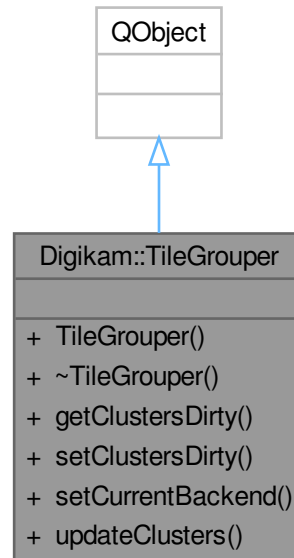 QObject
Digikam::TileGrouper
+ TileGrouper()
+ ~TileGrouper()
+ getClustersDirty()
+ setClustersDirty()
+ setCurrentBackend()
+ updateClusters()